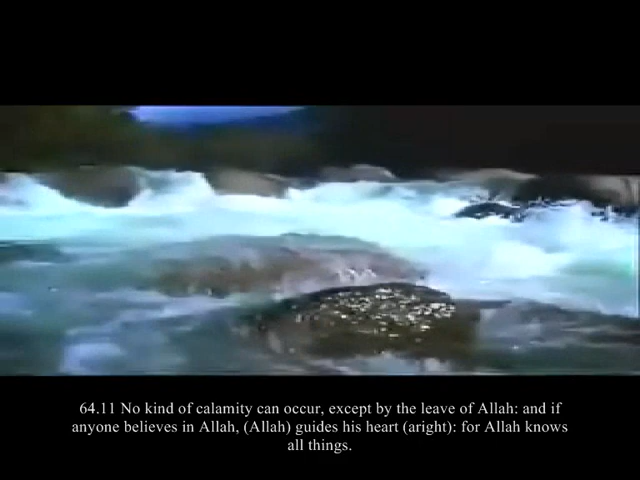 64.11 No kind of calamity can occur, except by the leave of Allah: and if
anyone believes in Allah, (Allah) guides his heart (aright): for Allah knows
all things.